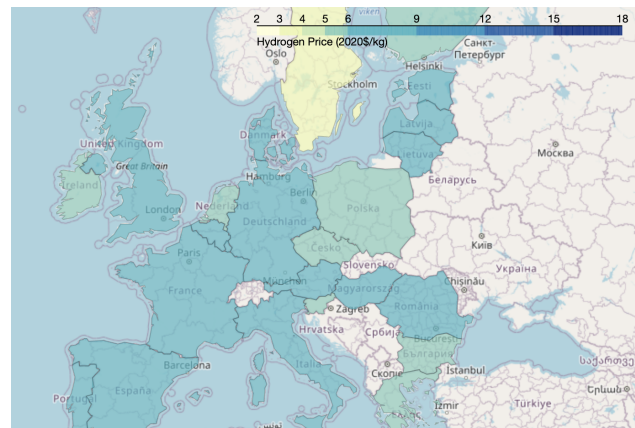 2 3 4 5 6 9 12 15 18
Hydrogen Price (2020$/kg)
viken
Oslo
Санкт-
Петербург
Helsinki
Stockholm
Eesti
Danmark
Latvija
Lietuva
Москва
United Kingdom
Great Britain
Hamburg
Беларусь
Ireland
Nederland
Berlin
Polska
London
Deutschland
Київ
Česko
Paris
Slovensko
Україна
München
Chișinău
France
Magyarország
România
Zagreb
Hrvatska
Србија
București
България
Barcelona
Italia
Скопје
İstanbul
Portugal
España
İzmir
Türkiye